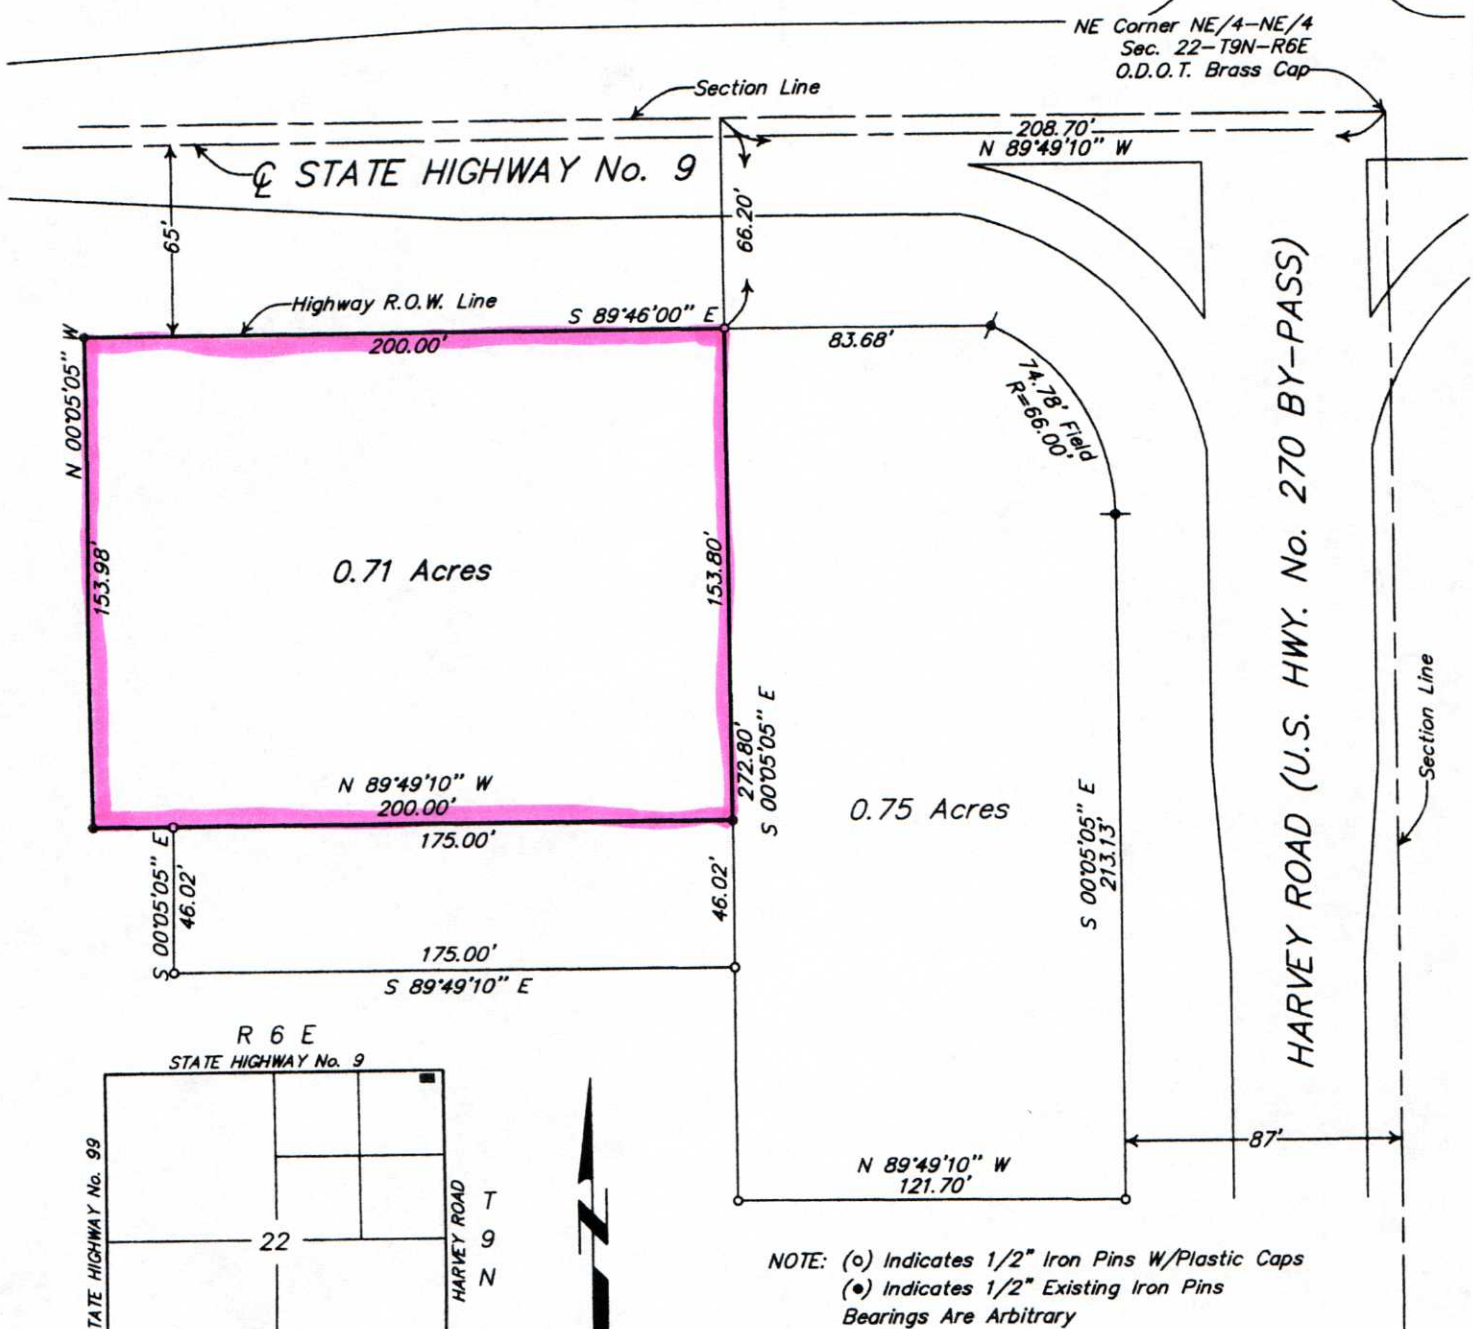 NE Corner NE/4-NE/4
Sec. 22-T9N-R6E
O.D.O.T. Brass Cap
Section Line
208.70'
N 89°49'10" W
℄ STATE HIGHWAY No. 9
65'
66.20'
Highway R.O.W. Line
S 89°46'00" E
200.00'
83.68'
N 00°05'05" W
153.98'
74.78' Field
R=66.00'
0.71 Acres
153.80'
272.80'
S 00°05'05" E
N 89°49'10" W
200.00'
175.00'
0.75 Acres
S 00°05'05" E
213.13'
HARVEY ROAD (U.S. HWY. No. 270 BY-PASS)
Section Line
S 00°05'05" E
46.02'
46.02'
175.00'
S 89°49'10" E
87'
N 89°49'10" W
121.70'
R 6 E
STATE HIGHWAY No. 9
TATE HIGHWAY No. 99
22
HARVEY ROAD
T
9
N
NOTE: (o) Indicates 1/2" Iron Pins W/Plastic Caps
(●) Indicates 1/2" Existing Iron Pins
Bearings Are Arbitrary